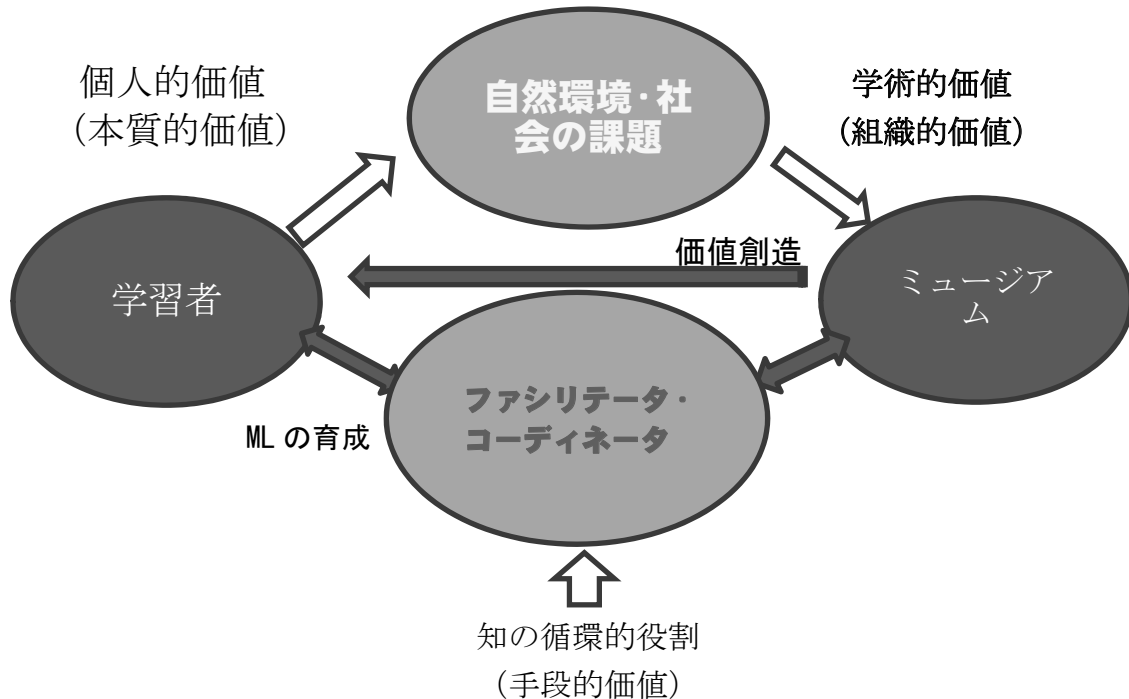 個人的価値
（本質的価値）
自然環境・社
会の課題
学術的価値
（組織的価値）
価値創造
学習者
ミュージア
ム
ファシリテータ・
コーディネータ
MLの育成
知の循環的役割
（手段的価値）